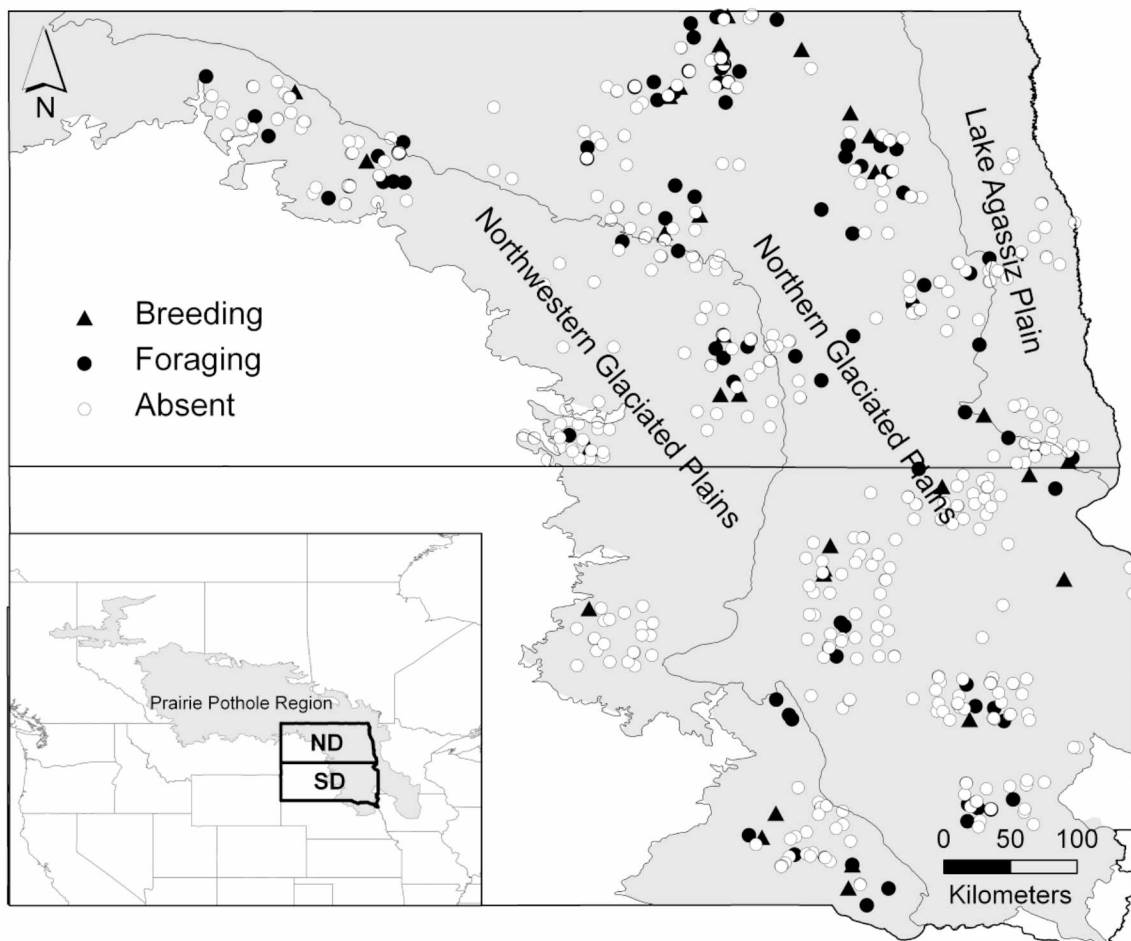 N
Lake Agassiz Plain
Northwestern Glaciated Plains
Northern Glaciated Plains
Breeding
Foraging
Absent
Prairie Pothole Region
ND
SD
0 50 100
Kilometers